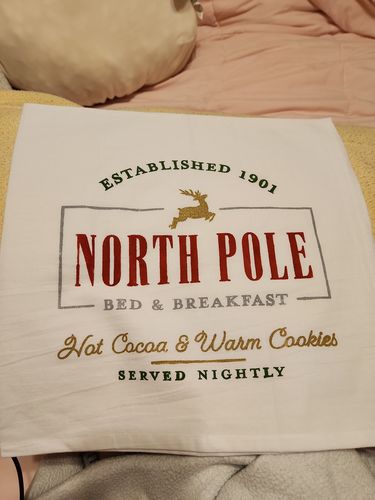 ESTABLISHED 1901
NORTH POLE
BED & BREAKFAST
Hot Cocoa & Warm Cookies
SERVED NIGHTLY